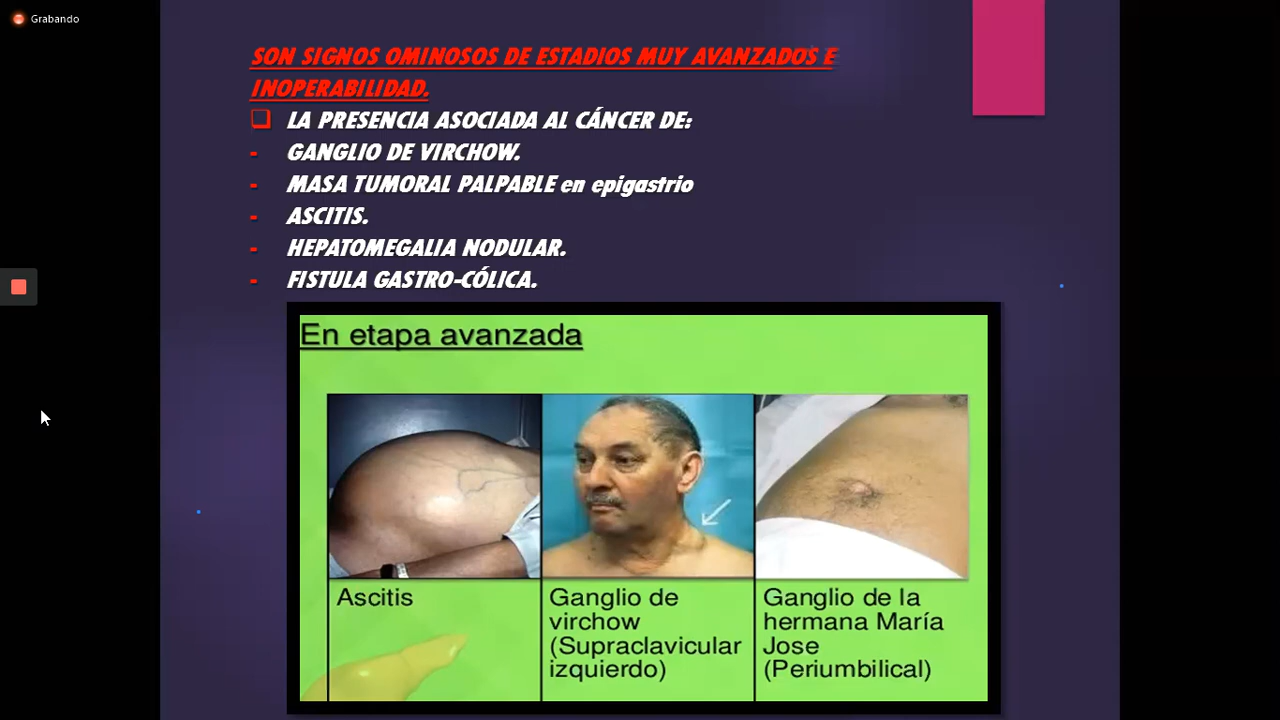 Grabando
SON SIGNOS OMINOSOS DE ESTADIOS MUY AVANZADOS E
INOPERABILIDAD.
LA PRESENCIA ASOCIADA AL CÁNCER DE:
- GANGLIO DE VIRCHOW.
- MASA TUMORAL PALPABLE en epigastrio
- ASCITIS.
- HEPATOMEGALIA NODULAR.
- FISTULA GASTRO-CÓLICA.
En etapa avanzada
Ascitis
Ganglio de
virchow
(Supraclavicular
izquierdo)
Ganglio de la
hermana María
Jose
(Periumbilical)